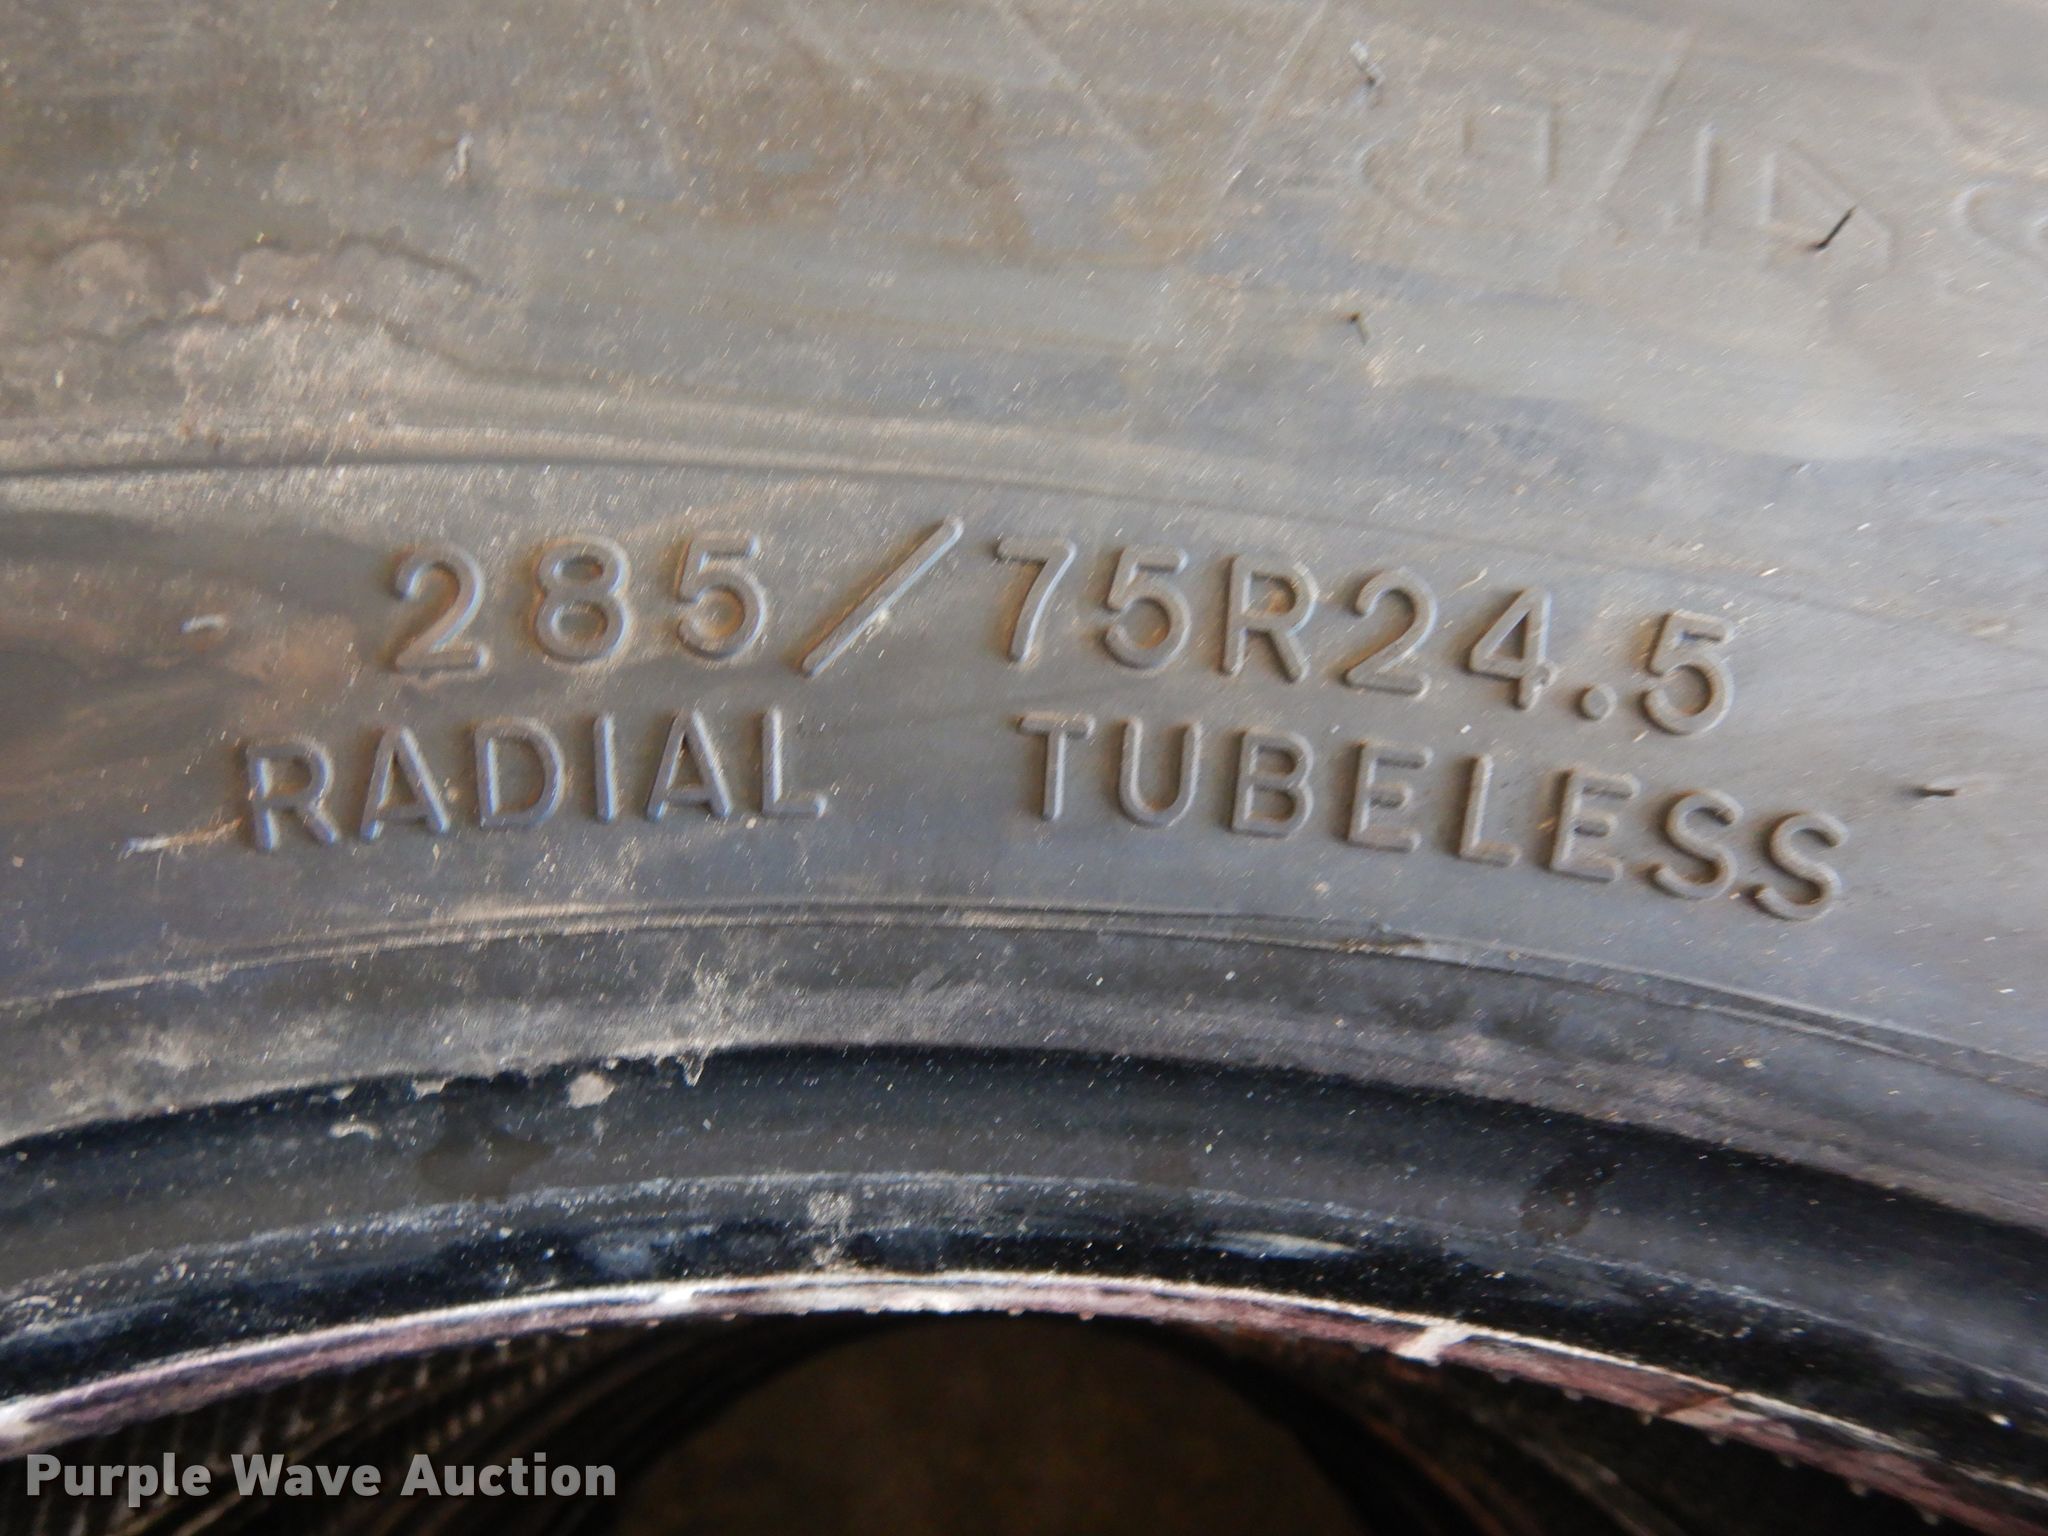 285/75R24.5
RADIAL TUBELESS
Purple Wave Auction